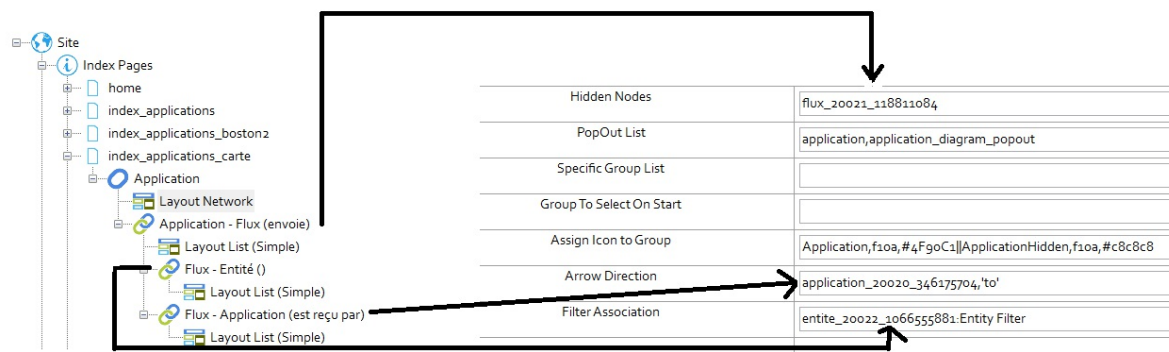 Site
Index Pages
home
index_applications
index_applications_boston2
index_applications_carte
Application
Layout Network
Application - Flux (envoie)
Layout List (Simple)
Flux - Entité ()
Layout List (Simple)
Flux - Application (est reçu par)
Layout List (Simple)
Hidden Nodes
flux_20021_118811084
PopOut List
application,application_diagram_popout
Specific Group List
Group To Select On Start
Assign Icon to Group
Application,f10a,#4F90C1||ApplicationHidden,f10a,#c8c8c8
Arrow Direction
application_20020_346175704,'to'
Filter Association
entite_20022_1066555881:Entity Filter